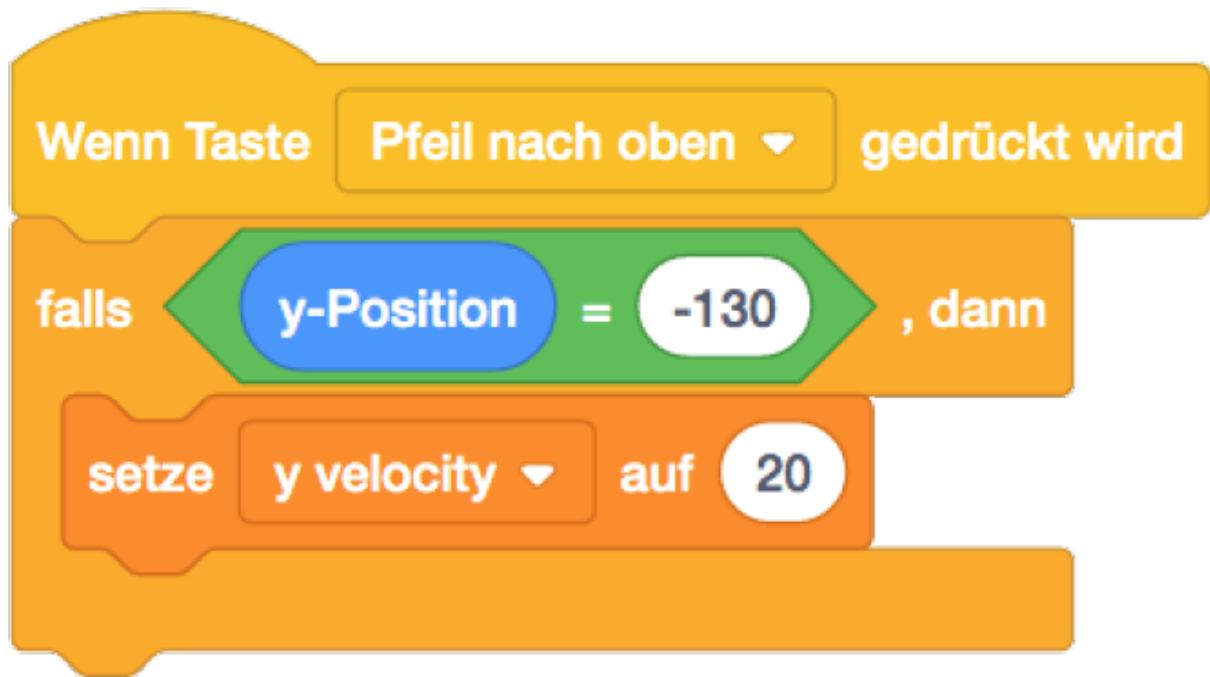 Wenn Taste Pfeil nach oben gedrückt wird
falls y-Position = -130 , dann
setze y velocity auf 20